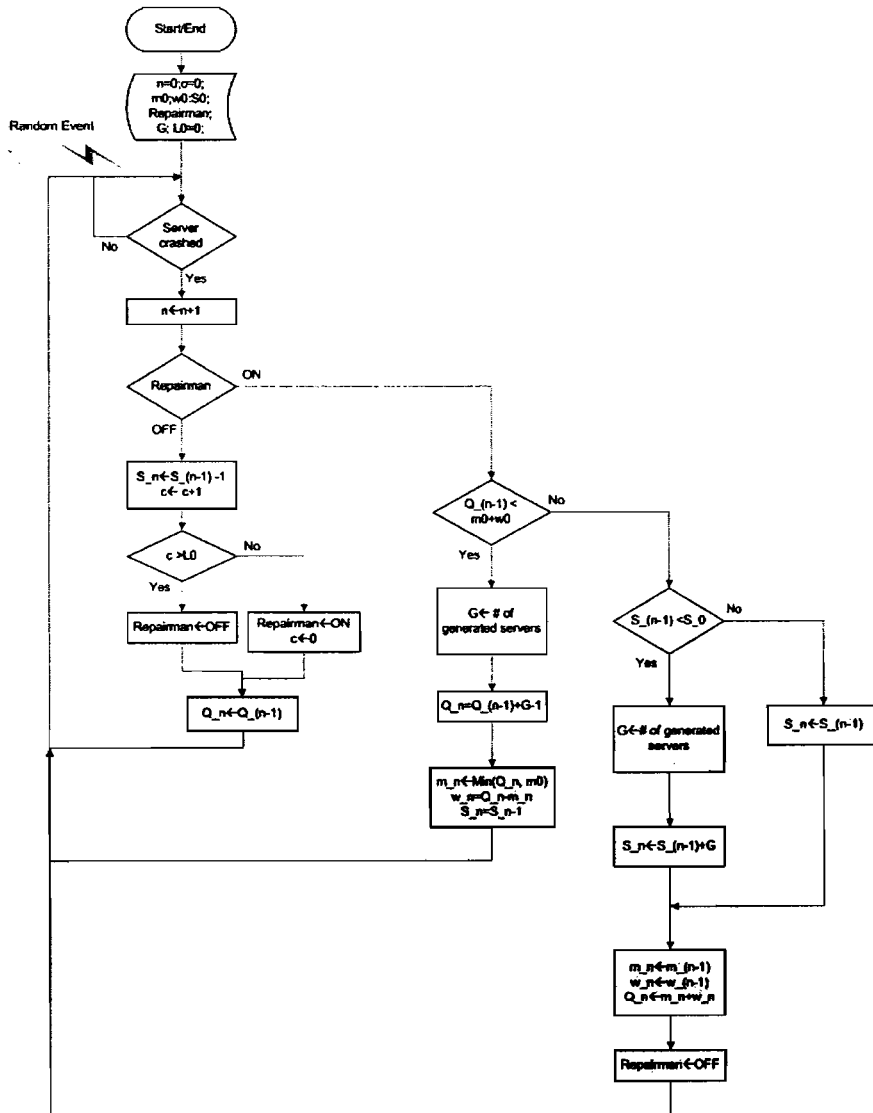 Start/End
n=0;c=0;
m0;w0;S0;
Repairman;
G; L0=0;
Random Event
Server
crashed
No
Yes
n←n+1
Repairman
ON
OFF
S_n←S_(n-1) -1
c← c+1
c >L0
No
Yes
Repairman←OFF
Repairman←ON
c←0
Q_n←Q_(n-1)
Q_(n-1) <
m0+w0
No
Yes
G← # of
generated servers
Q_n=Q_(n-1)+G-1
m_n←Min(Q_n, m0)
w_n=Q_n-m_n
S_n=S_n-1
S_(n-1) <S_0
No
Yes
G←# of generated
servers
S_n←S_(n-1)
S_n←S_(n-1)+G
m_n←m_(n-1)
w_n←w_(n-1)
Q_n←m_n+w_n
Repairman←OFF